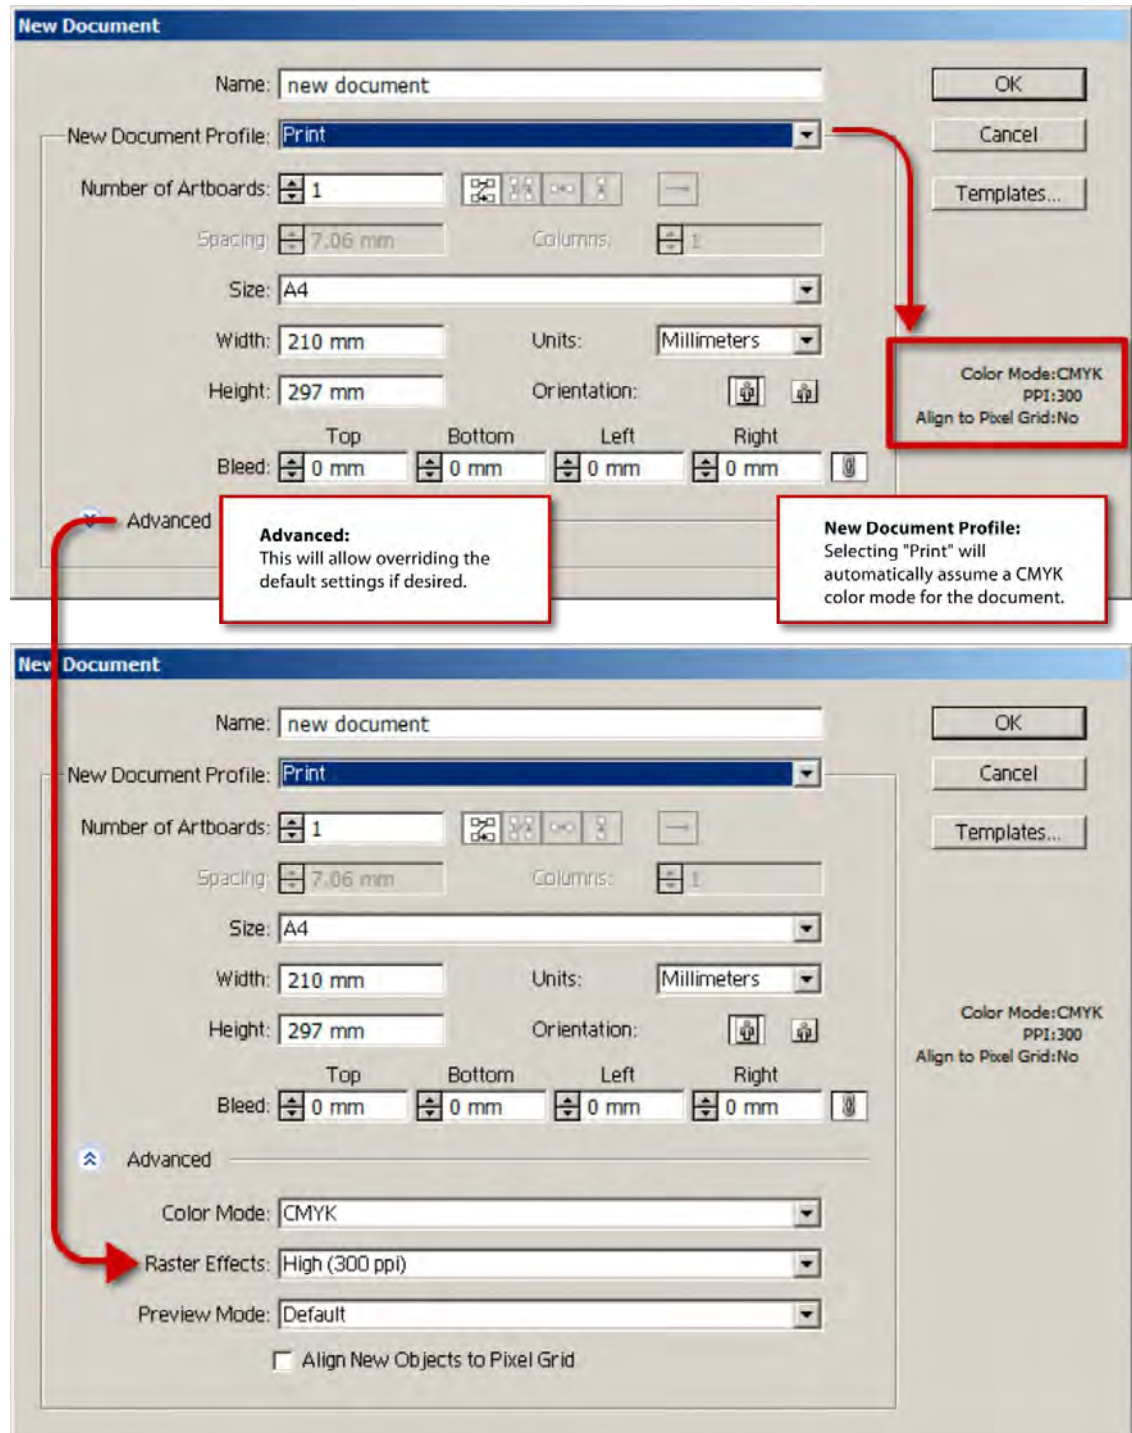 New Document
Name: new document
OK
New Document Profile: Print
Cancel
Number of Artboards: 1
Templates...
Spacing: 7.06 mm Columns: 1
Size: A4
Width: 210 mm Units: Millimeters
Height: 297 mm Orientation:
Color Mode:CMYK
PPI:300
Align to Pixel Grid:No
Top Bottom Left Right
Bleed: 0 mm 0 mm 0 mm 0 mm
Advanced
Advanced:
This will allow overriding the
default settings if desired.
New Document Profile:
Selecting "Print" will
automatically assume a CMYK
color mode for the document.
New Document
Name: new document
OK
New Document Profile: Print
Cancel
Number of Artboards: 1
Templates...
Spacing: 7.06 mm Columns: 1
Size: A4
Width: 210 mm Units: Millimeters
Height: 297 mm Orientation:
Color Mode:CMYK
PPI:300
Align to Pixel Grid:No
Top Bottom Left Right
Bleed: 0 mm 0 mm 0 mm 0 mm
Advanced
Color Mode: CMYK
Raster Effects: High (300 ppi)
Preview Mode: Default
Align New Objects to Pixel Grid